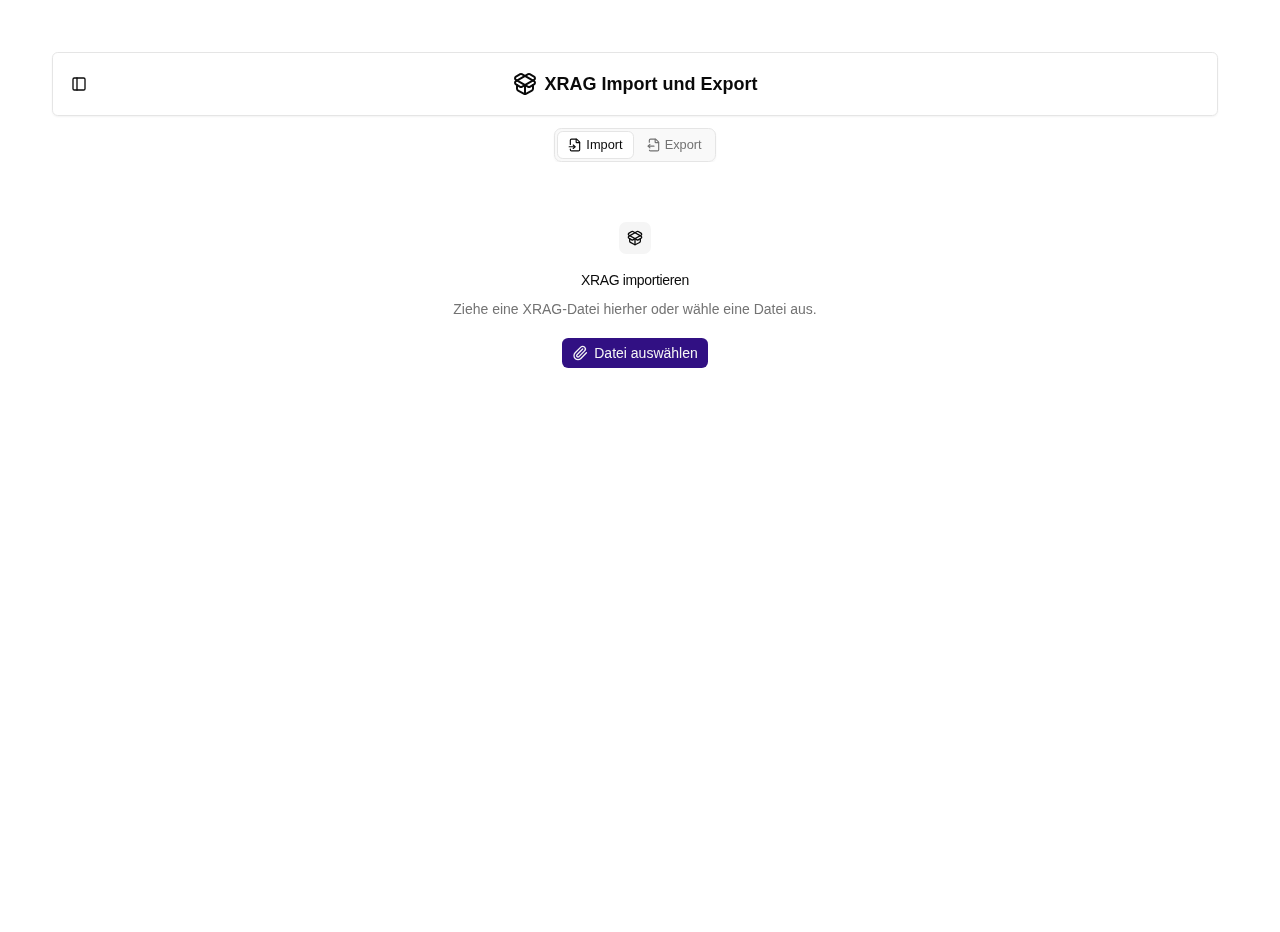 XRAG Import und Export
Import
Export
XRAG importieren
Ziehe eine XRAG-Datei hierher oder wähle eine Datei aus.
Datei auswählen